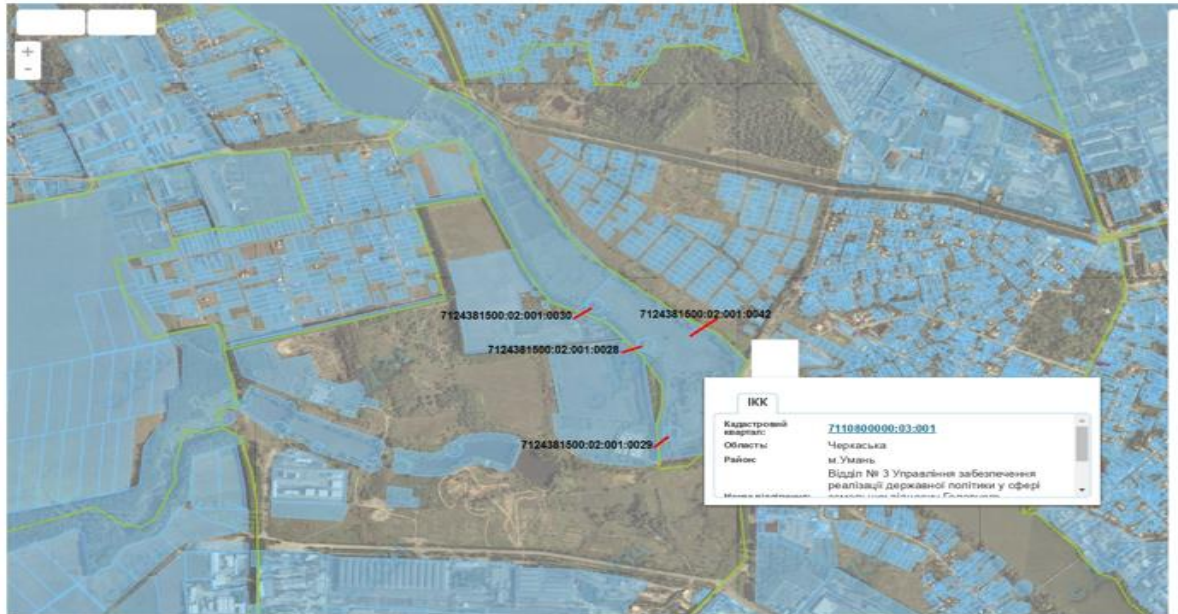 +
-
7124381500:02:001:0030
7124381500:02:001:0042
7124381500:02:001:0028
7124381500:02:001:0029
ІКК
Кадастровий квартал:
7110800000:03:001
Область:
Черкаська
Район:
м.Умань
Відділ № 3 Управління забезпечення
реалізації державної політики у сфері